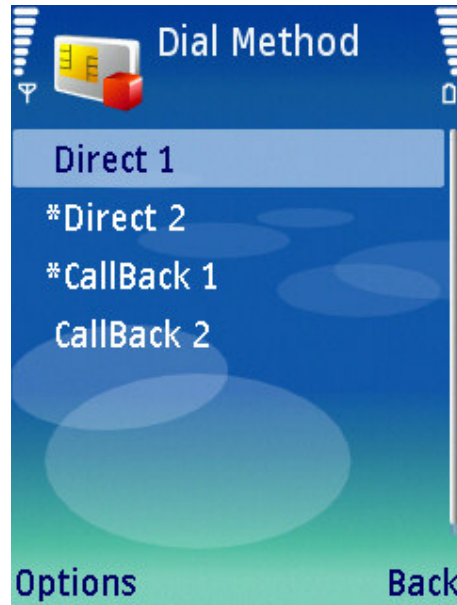 Dial Method
Direct 1
*Direct 2
*CallBack 1
CallBack 2
Options Back